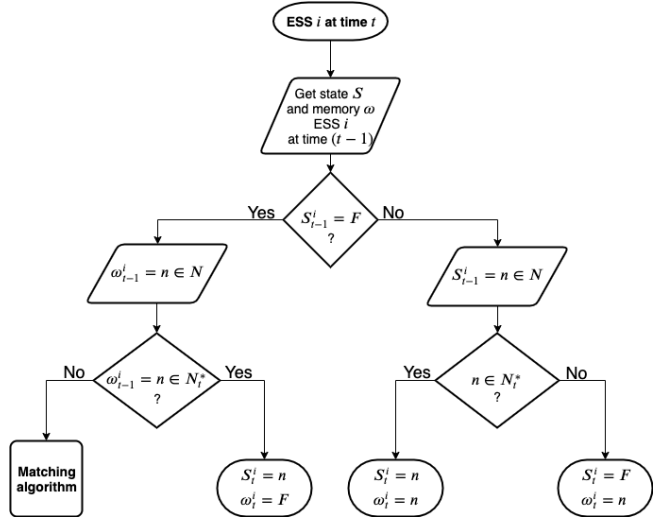 ESS i at time t
Get state S
and memory ω
ESS i
at time (t − 1)
Yes
S^i_{t−1} = F
?
No
ω^i_{t−1} = n ∈ N
S^i_{t−1} = n ∈ N
No
ω^i_{t−1} = n ∈ N^*_t
?
Yes
Yes
n ∈ N^*_t
?
No
Matching
algorithm
S^i_t = n
ω^i_t = F
S^i_t = n
ω^i_t = n
S^i_t = F
ω^i_t = n